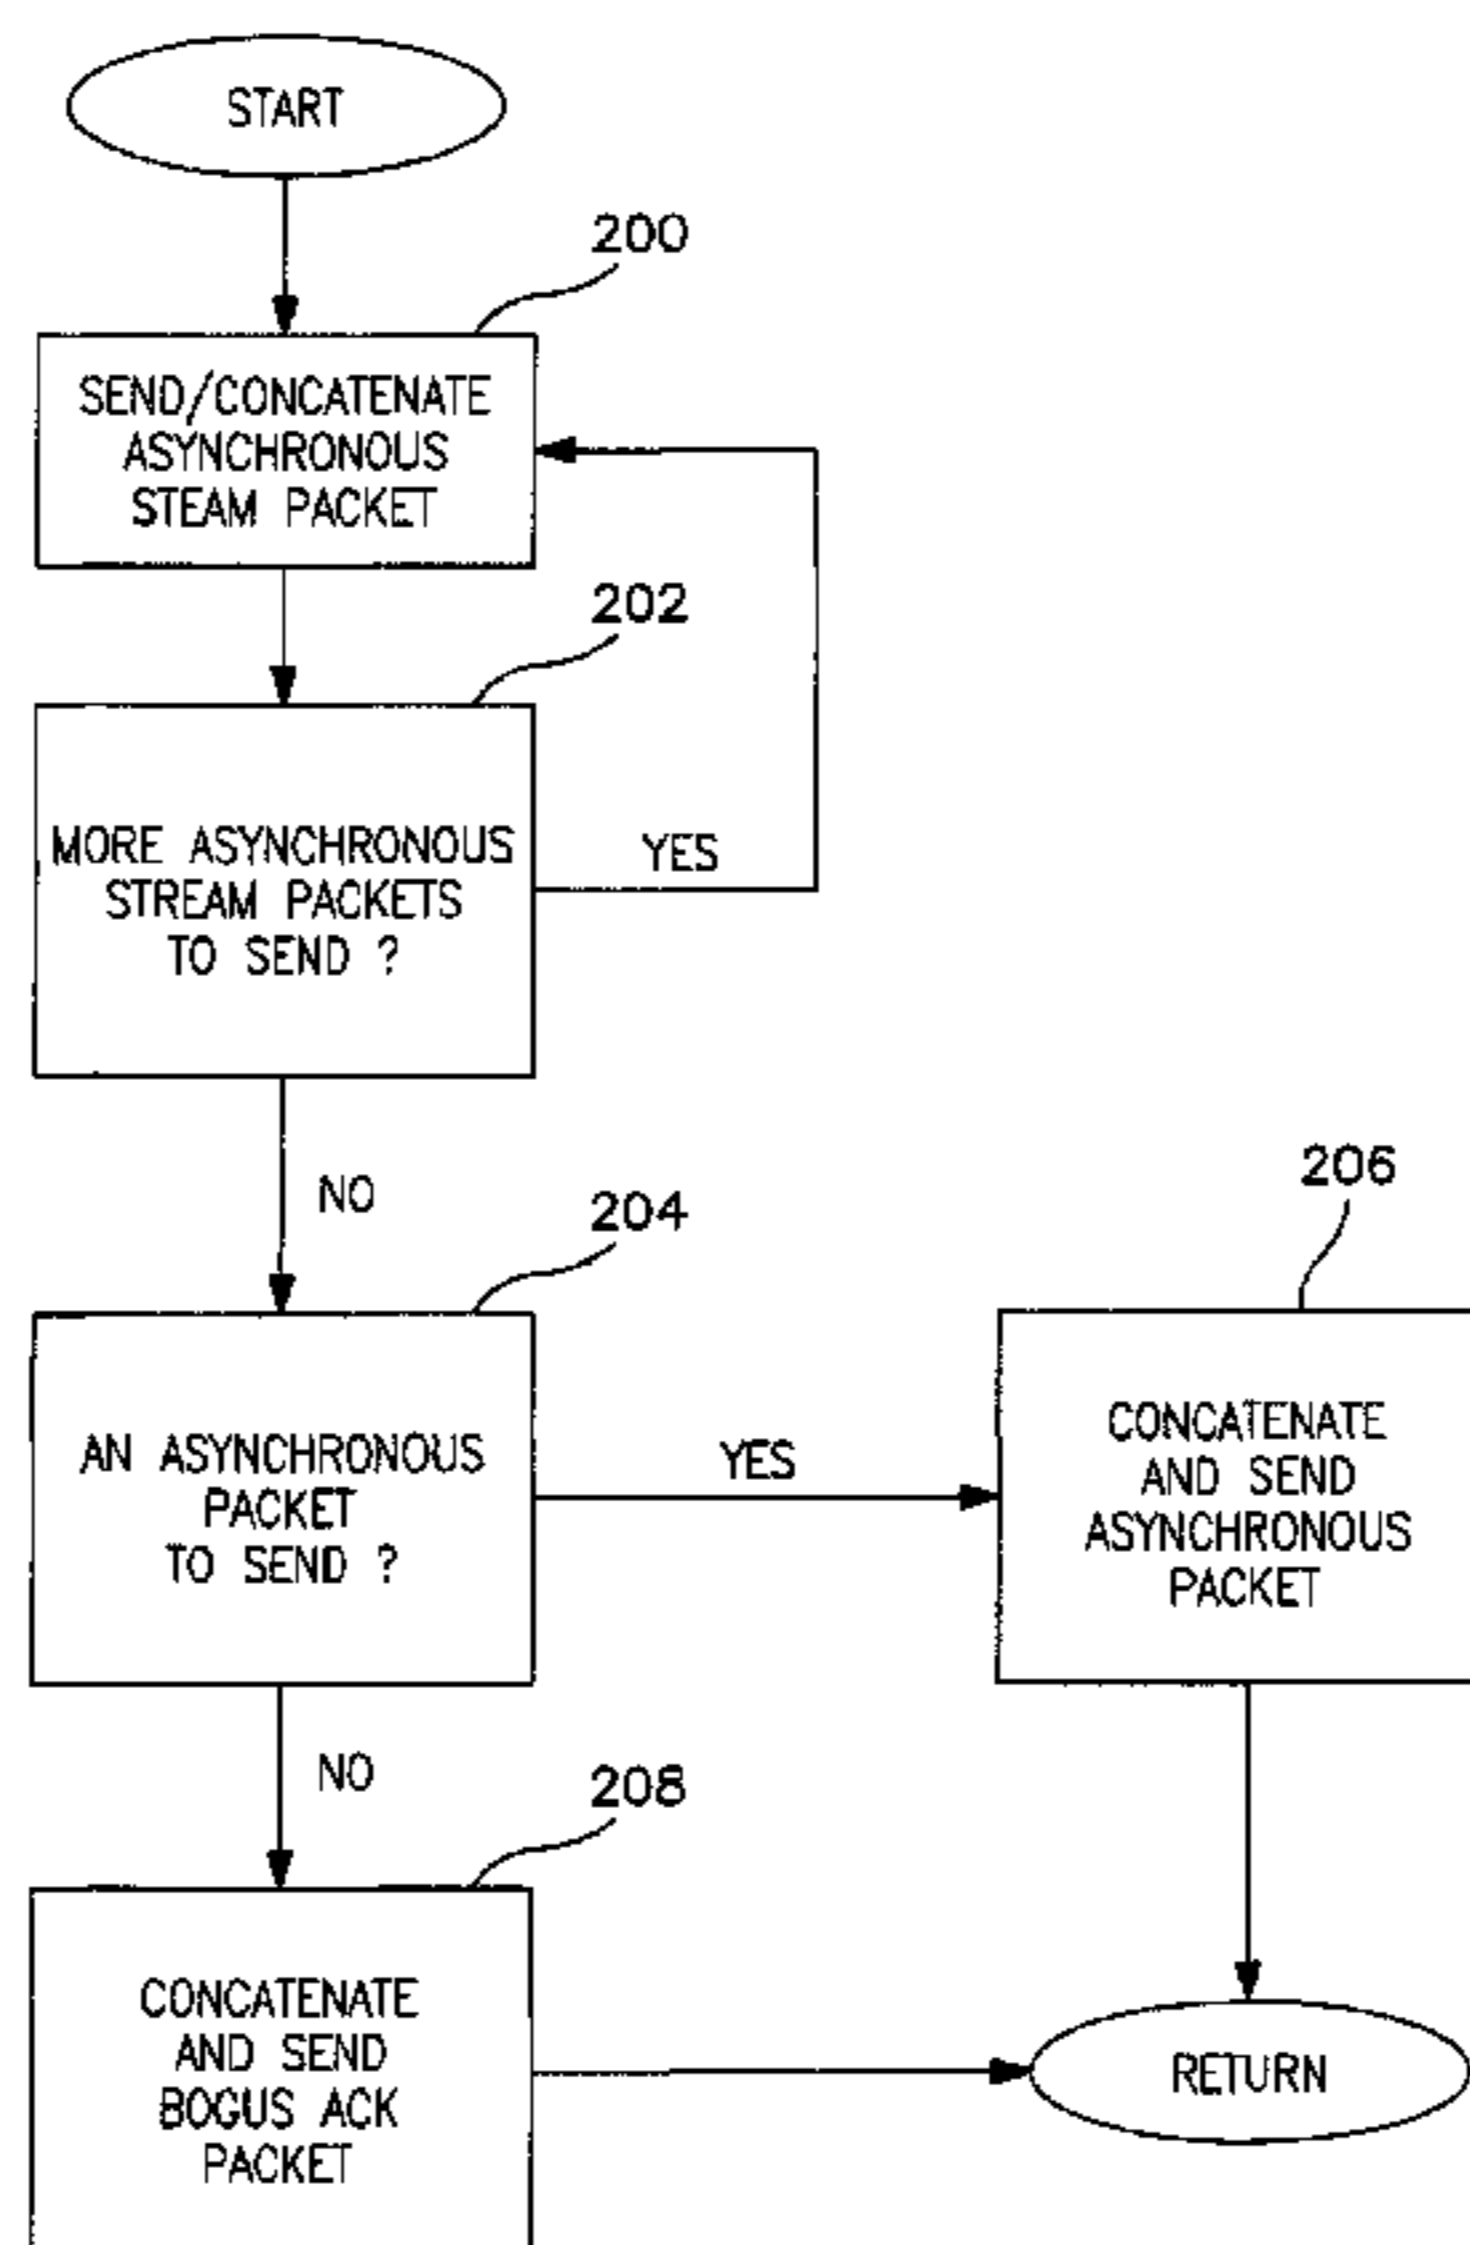 START
200
SEND/CONCATENATE
ASYNCHRONOUS
STEAM PACKET
202
MORE ASYNCHRONOUS
STREAM PACKETS
TO SEND ?
YES
NO
204
AN ASYNCHRONOUS
PACKET
TO SEND ?
YES
206
CONCATENATE
AND SEND
ASYNCHRONOUS
PACKET
NO
208
CONCATENATE
AND SEND
BOGUS ACK
PACKET
RETURN